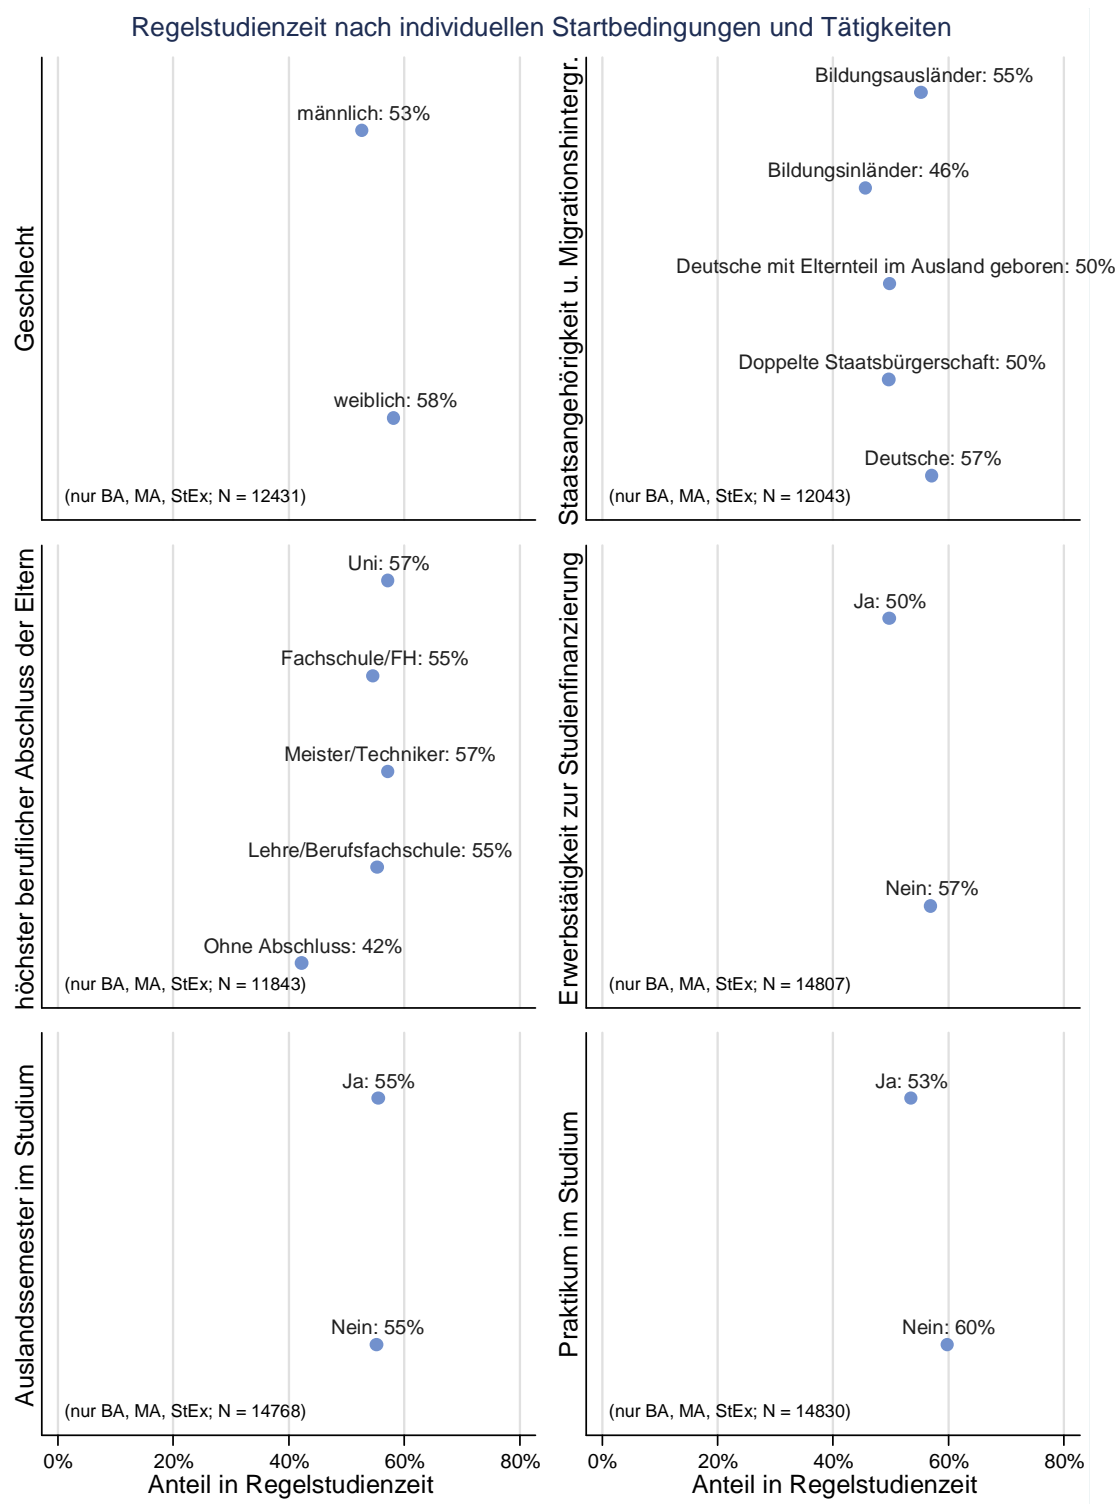 Regelstudienzeit nach individuellen Startbedingungen und Tätigkeiten
Geschlecht
männlich: 53%
weiblich: 58%
(nur BA, MA, StEx; N = 12431)
Staatsangehörigkeit u. Migrationshintergr.
Bildungsausländer: 55%
Bildungsinländer: 46%
Deutsche mit Elternteil im Ausland geboren: 50%
Doppelte Staatsbürgerschaft: 50%
Deutsche: 57%
(nur BA, MA, StEx; N = 12043)
höchster beruflicher Abschluss der Eltern
Uni: 57%
Fachschule/FH: 55%
Meister/Techniker: 57%
Lehre/Berufsfachschule: 55%
Ohne Abschluss: 42%
(nur BA, MA, StEx; N = 11843)
Erwerbstätigkeit zur Studienfinanzierung
Ja: 50%
Nein: 57%
(nur BA, MA, StEx; N = 14807)
Auslandssemester im Studium
Ja: 55%
Nein: 55%
(nur BA, MA, StEx; N = 14768)
0% 20% 40% 60% 80%
Anteil in Regelstudienzeit
Praktikum im Studium
Ja: 53%
Nein: 60%
(nur BA, MA, StEx; N = 14830)
0% 20% 40% 60% 80%
Anteil in Regelstudienzeit